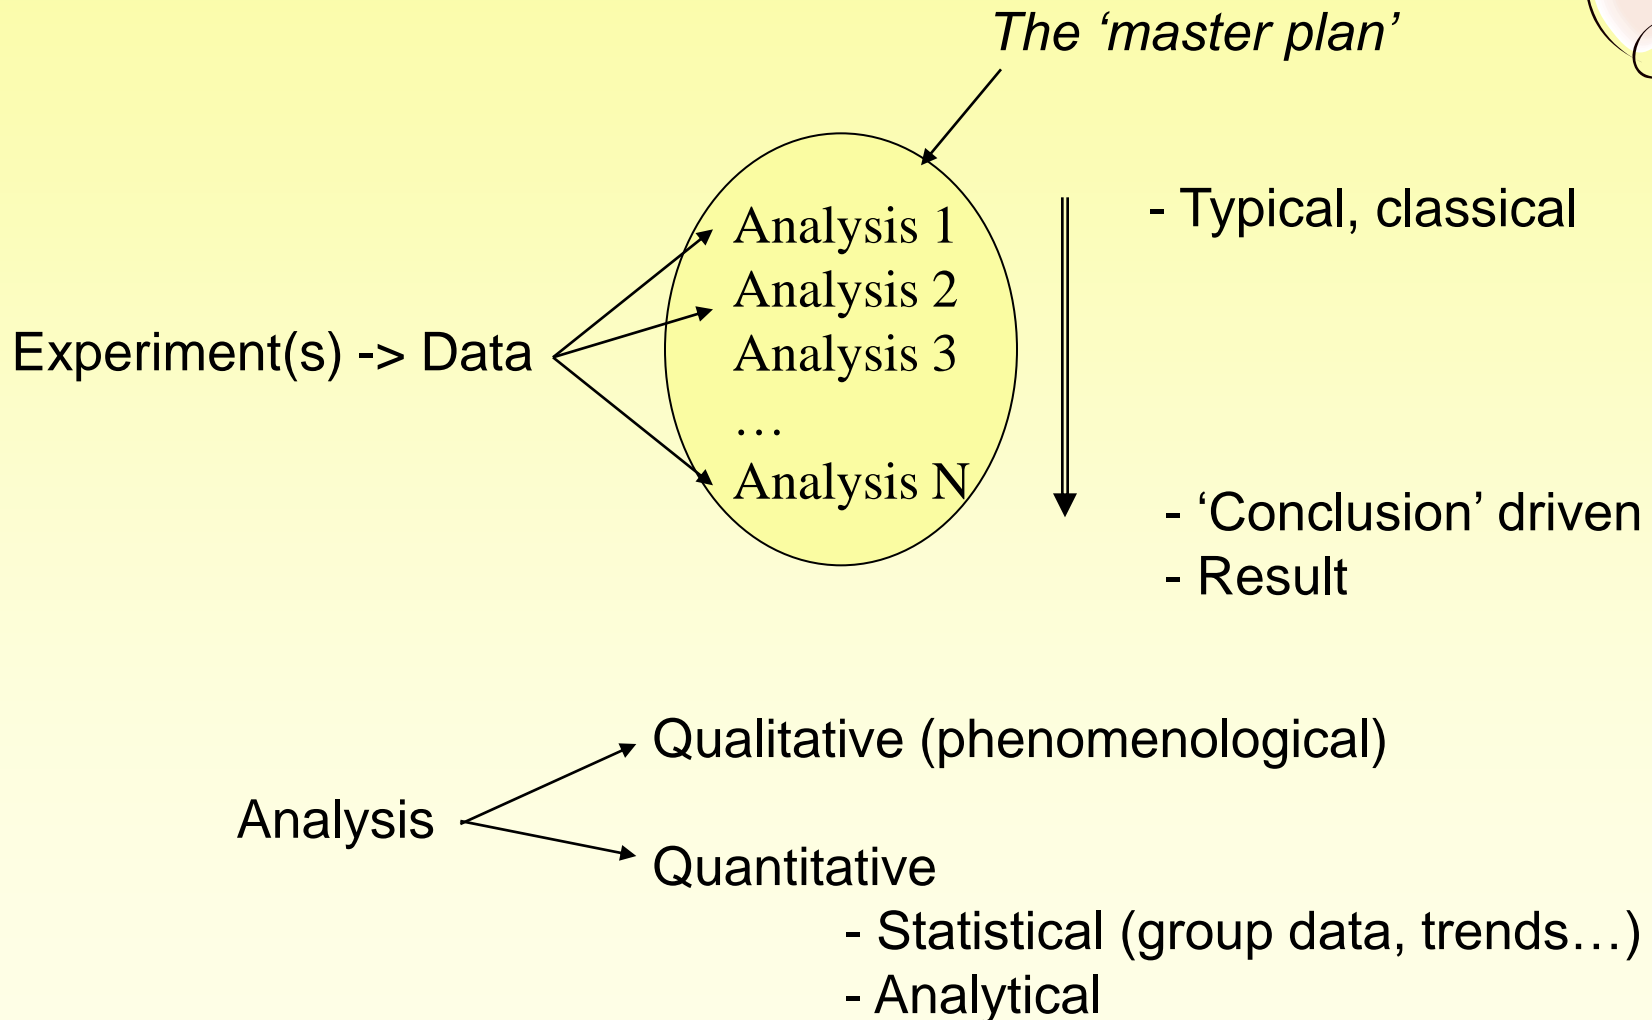 The ‘master plan’
- Typical, classical
Analysis 1
Analysis 2
Experiment(s) -> Data
Analysis 3
…
Analysis N
- ‘Conclusion’ driven
- Result
Qualitative (phenomenological)
Analysis
Quantitative
- Statistical (group data, trends…)
- Analytical